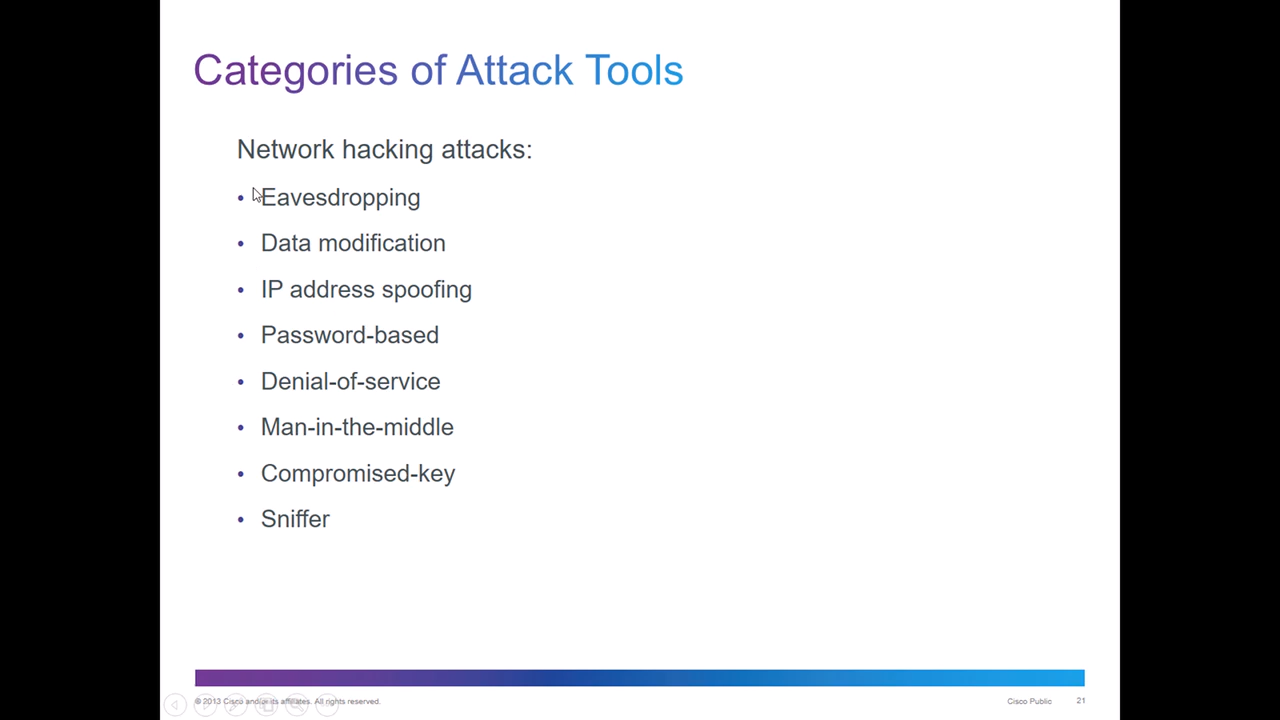 Categories of Attack Tools
Network hacking attacks:
• Eavesdropping
• Data modification
• IP address spoofing
• Password-based
• Denial-of-service
• Man-in-the-middle
• Compromised-key
• Sniffer
© 2013 Cisco and/or its affiliates. All rights reserved.
Cisco Public
21